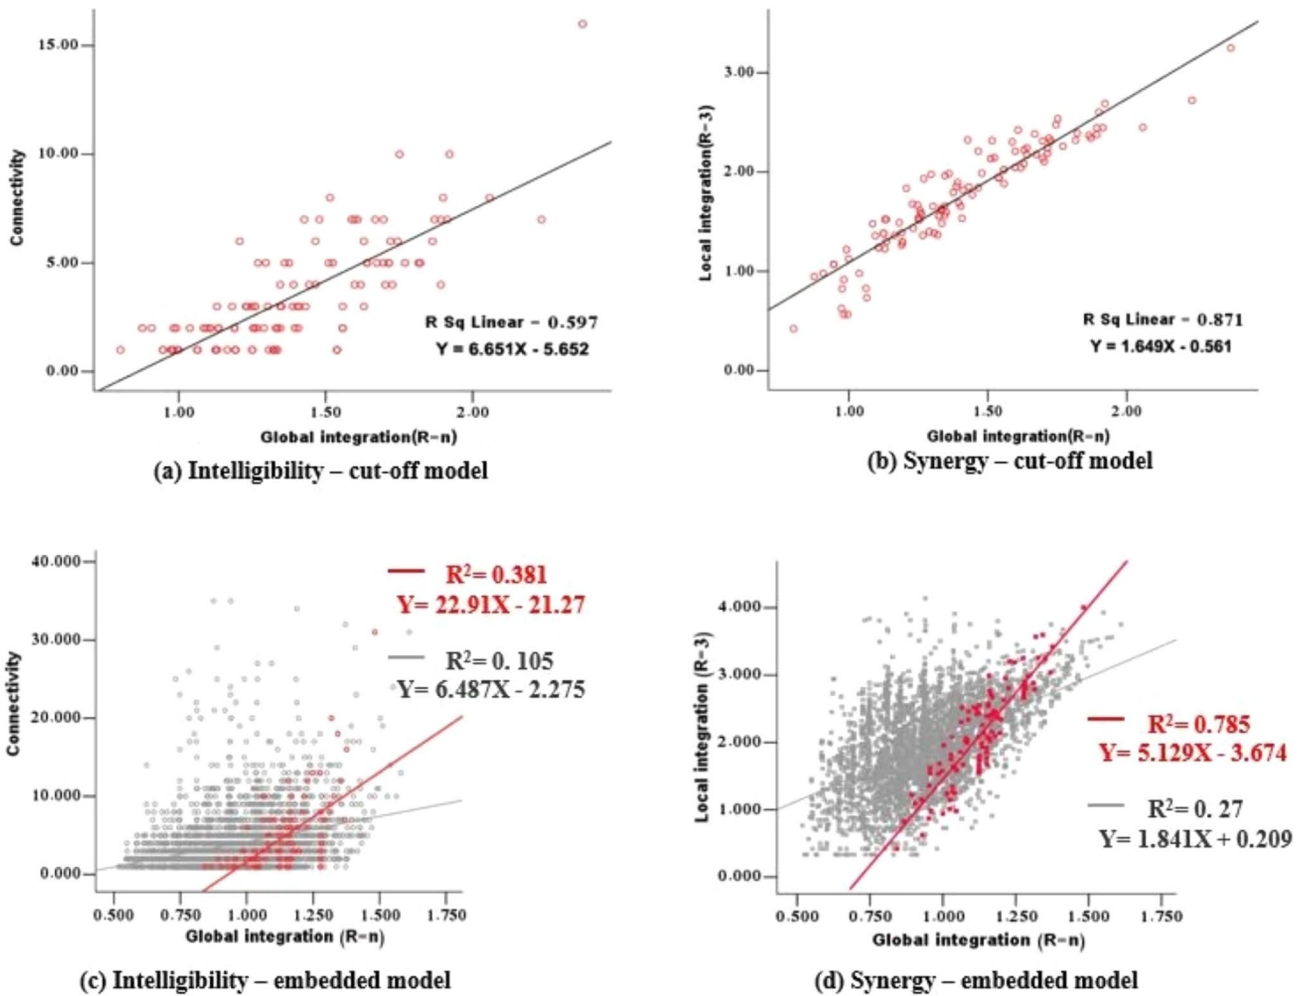 15.00
10.00
5.00
0.00
Connectivity
R Sq Linear - 0.597
Y = 6.651X - 5.652
1.00 1.50 2.00
Global integration(R=n)
(a) Intelligibility – cut-off model
3.00
2.00
1.00
0.00
Local integration(R=3)
R Sq Linear - 0.871
Y = 1.649X - 0.561
1.00 1.50 2.00
Global integration(R=n)
(b) Synergy – cut-off model
40.000
30.000
20.000
10.000
0.000
Connectivity
R²= 0.381
Y= 22.91X - 21.27
R²= 0. 105
Y= 6.487X - 2.275
0.500 0.750 1.000 1.250 1.500 1.750
Global integration (R=n)
(c) Intelligibility – embedded model
4.000
3.000
2.000
1.000
0.000
Local integration (R=3)
R²= 0.785
Y= 5.129X - 3.674
R²= 0. 27
Y= 1.841X + 0.209
0.500 0.750 1.000 1.250 1.500 1.750
Global integration (R=n)
(d) Synergy – embedded model